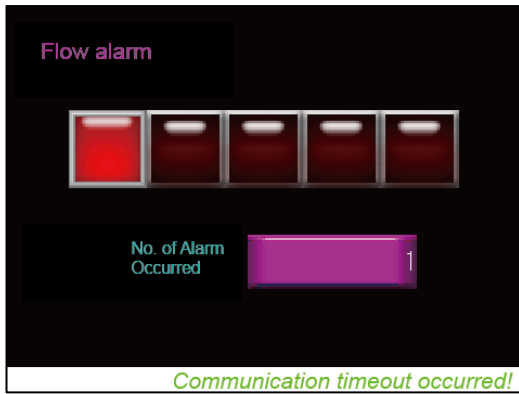 Flow alarm
No. of Alarm
Occurred
1
Communication timeout occurred!